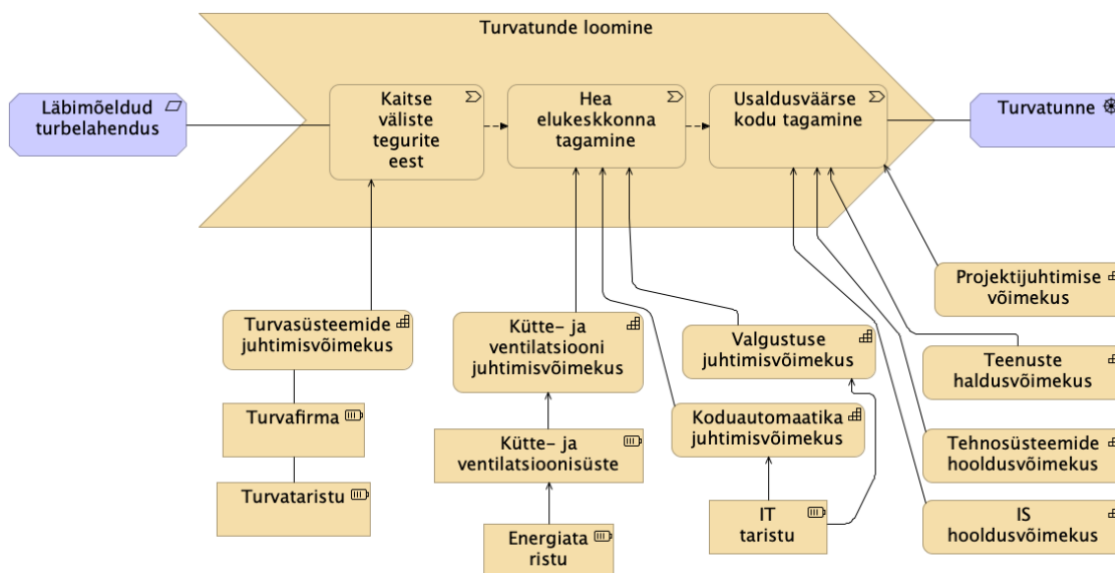 Turvatunde loomine
Läbimõeldud
turbelahendus
Kaitse
väliste
tegurite
eest
Hea
elukeskkonna
tagamine
Usaldusväärse
kodu tagamine
Turvatunne
Projektijuhtimise
võimekus
Turvasüsteemide
juhtimisvõimekus
Kütte- ja
ventilatsiooni
juhtimisvõimekus
Valgustuse
juhtimisvõimekus
Teenuste
haldusvõimekus
Turvafirma
Koduautomaatika
juhtimisvõimekus
Kütte- ja
ventilatsioonisüste
Tehnosüsteemide
hooldusvõimekus
Turvataristu
Energiata
ristu
IT
taristu
IS
hooldusvõimekus